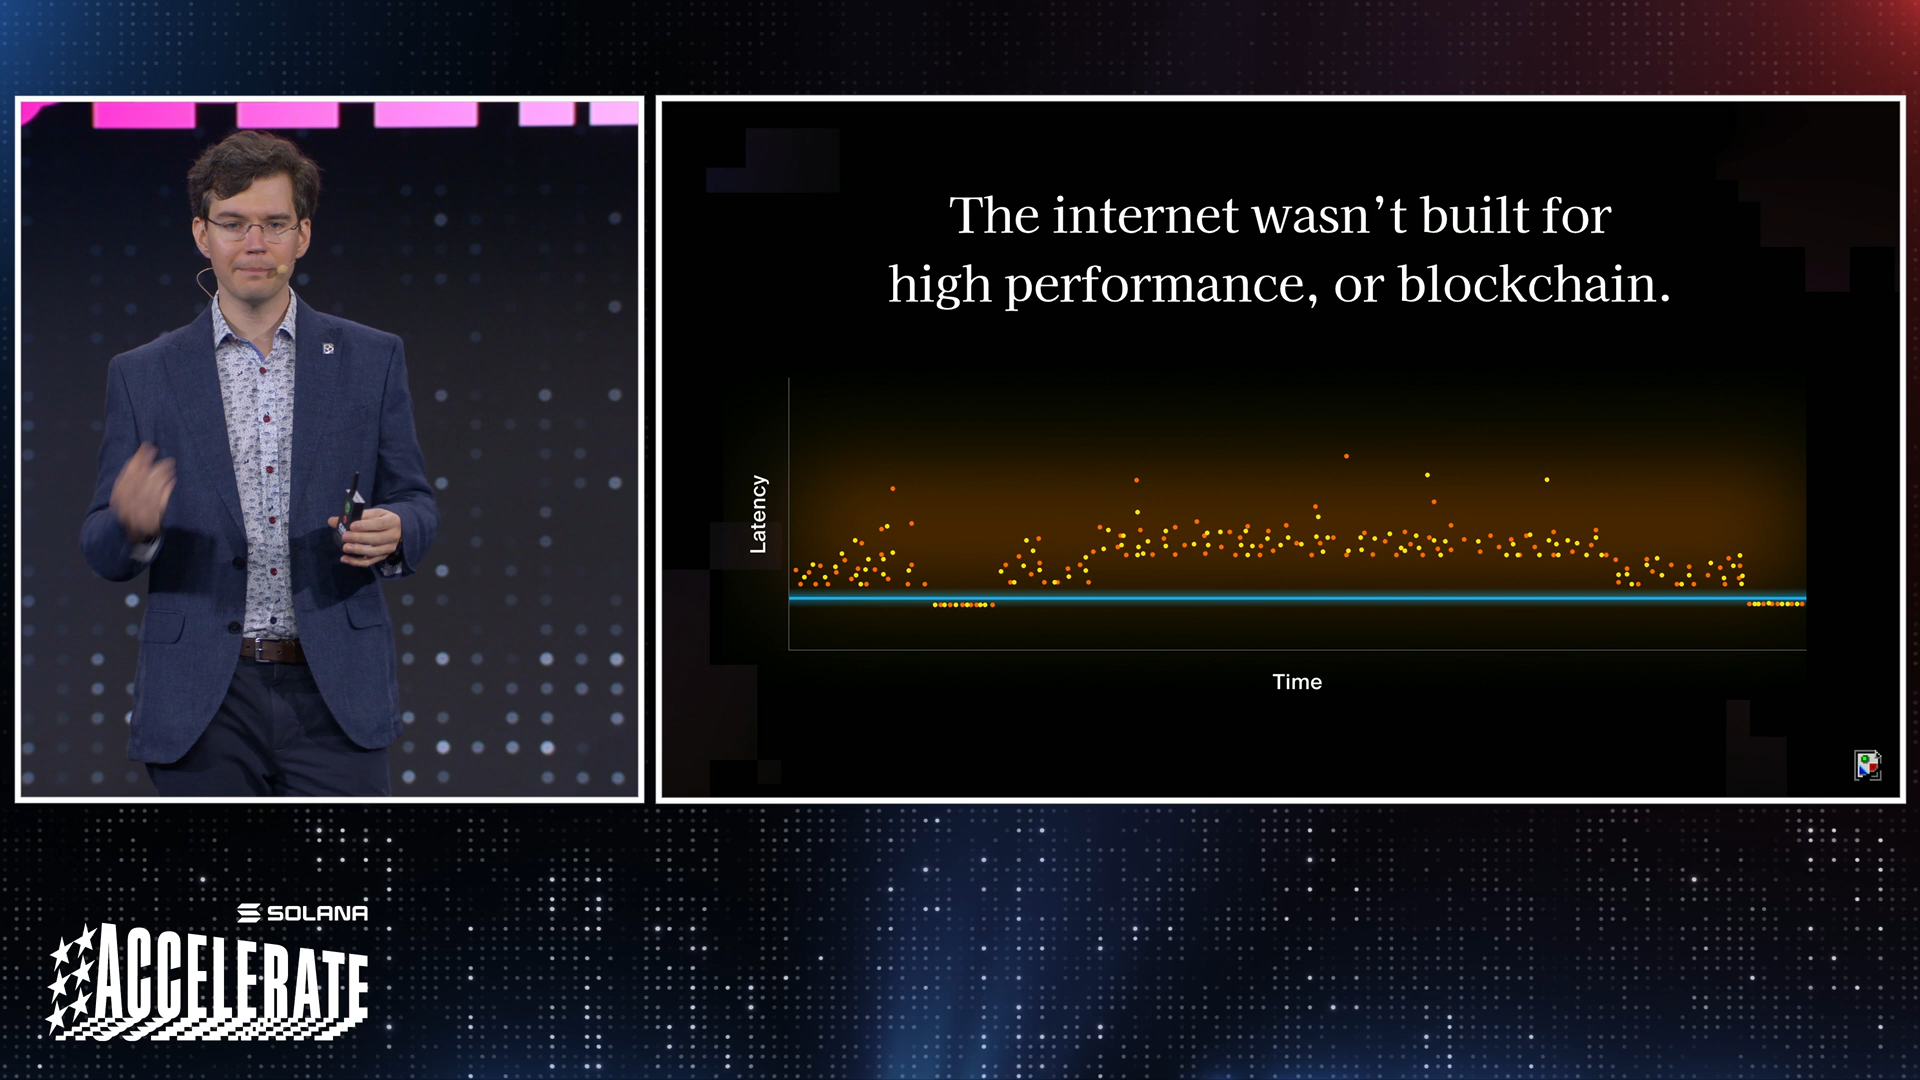 The internet wasn’t built for
high performance, or blockchain.
Latency
Time
SOLANA
ACCELERATE